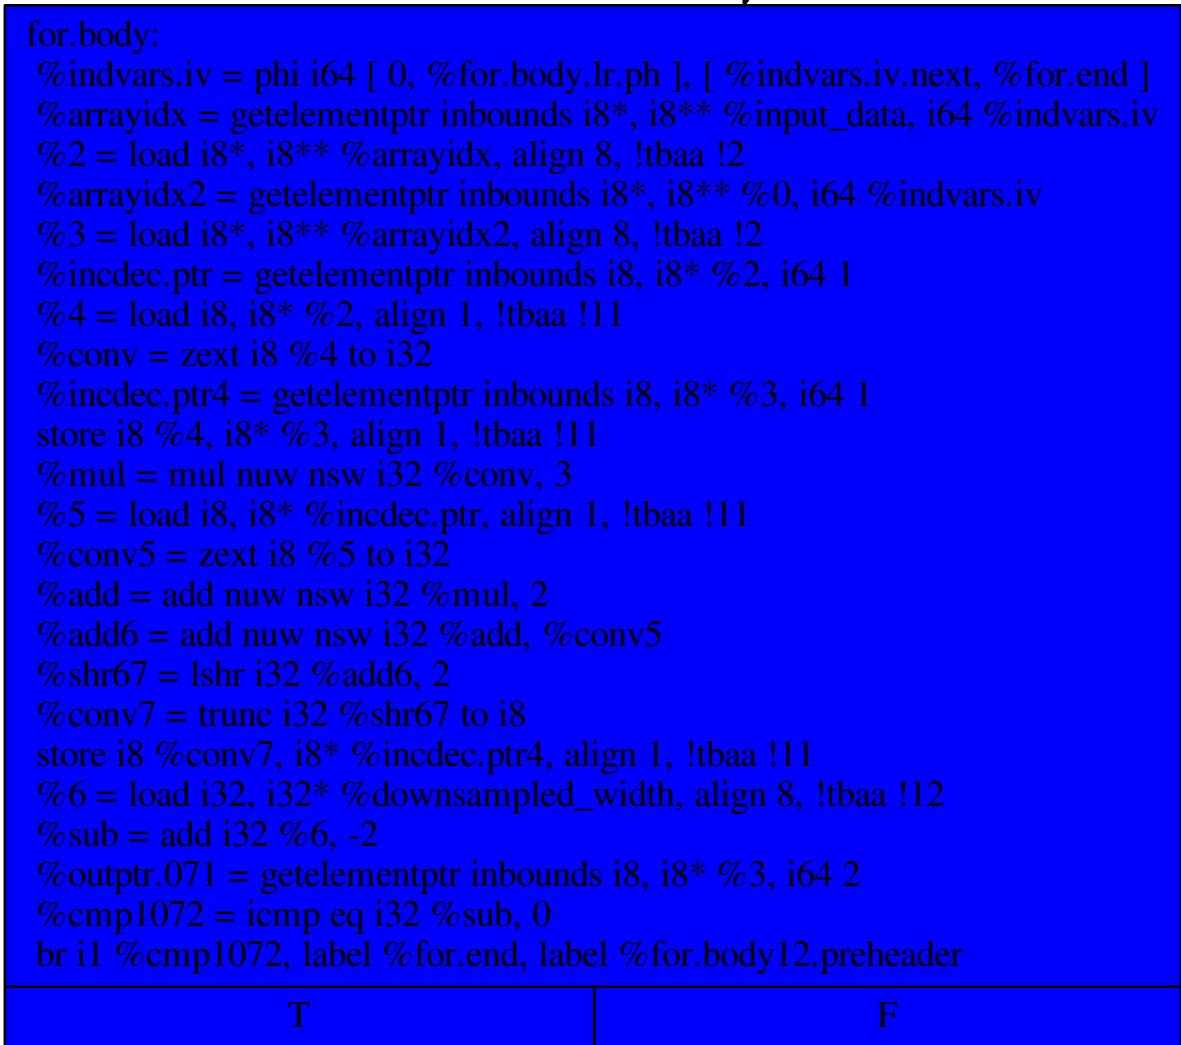 for.body:
%indvars.iv = phi i64 [ 0, %for.body.lr.ph ], [ %indvars.iv.next, %for.end ]
%arrayidx = getelementptr inbounds i8*, i8** %input_data, i64 %indvars.iv
%2 = load i8*, i8** %arrayidx, align 8, !tbaa !2
%arrayidx2 = getelementptr inbounds i8*, i8** %0, i64 %indvars.iv
%3 = load i8*, i8** %arrayidx2, align 8, !tbaa !2
%incdec.ptr = getelementptr inbounds i8, i8* %2, i64 1
%4 = load i8, i8* %2, align 1, !tbaa !11
%conv = zext i8 %4 to i32
%incdec.ptr4 = getelementptr inbounds i8, i8* %3, i64 1
store i8 %4, i8* %3, align 1, !tbaa !11
%mul = mul nuw nsw i32 %conv, 3
%5 = load i8, i8* %incdec.ptr, align 1, !tbaa !11
%conv5 = zext i8 %5 to i32
%add = add nuw nsw i32 %mul, 2
%add6 = add nuw nsw i32 %add, %conv5
%shr67 = lshr i32 %add6, 2
%conv7 = trunc i32 %shr67 to i8
store i8 %conv7, i8* %incdec.ptr4, align 1, !tbaa !11
%6 = load i32, i32* %downsampled_width, align 8, !tbaa !12
%sub = add i32 %6, -2
%outptr.071 = getelementptr inbounds i8, i8* %3, i64 2
%cmp1072 = icmp eq i32 %sub, 0
br i1 %cmp1072, label %for.end, label %for.body12.preheader
T F